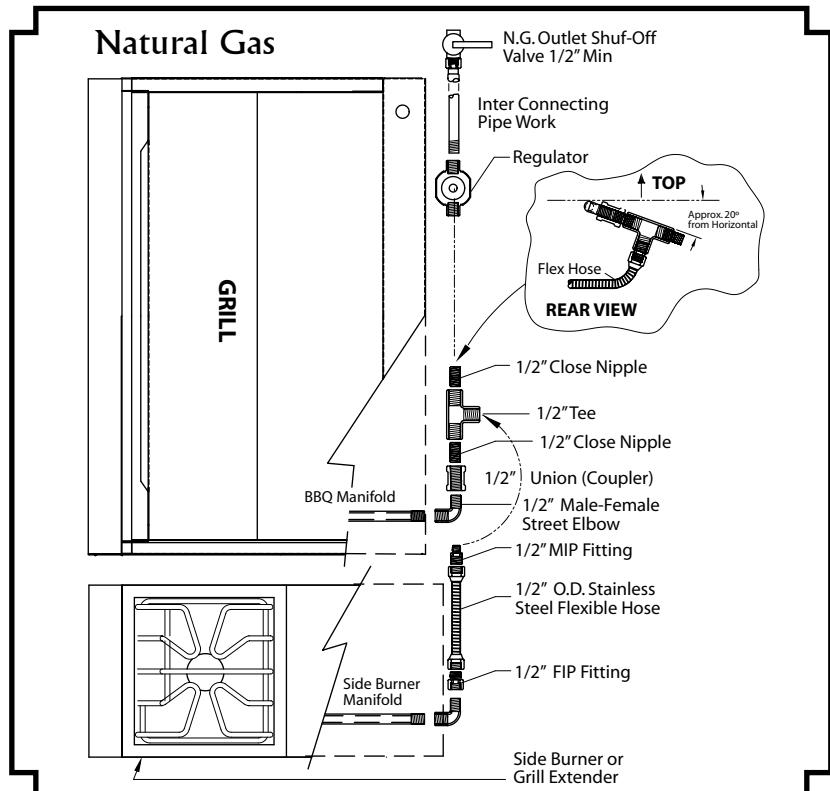 Natural Gas
N.G. Outlet Shuf-Off
Valve 1/2" Min
Inter Connecting
Pipe Work
Regulator
TOP
Approx. 20º
from Horizontal
Flex Hose
REAR VIEW
GRILL
1/2" Close Nipple
1/2" Tee
1/2" Close Nipple
1/2" Union (Coupler)
BBQ Manifold
1/2" Male-Female
Street Elbow
1/2" MIP Fitting
1/2" O.D. Stainless
Steel Flexible Hose
1/2" FIP Fitting
Side Burner
Manifold
Side Burner or
Grill Extender